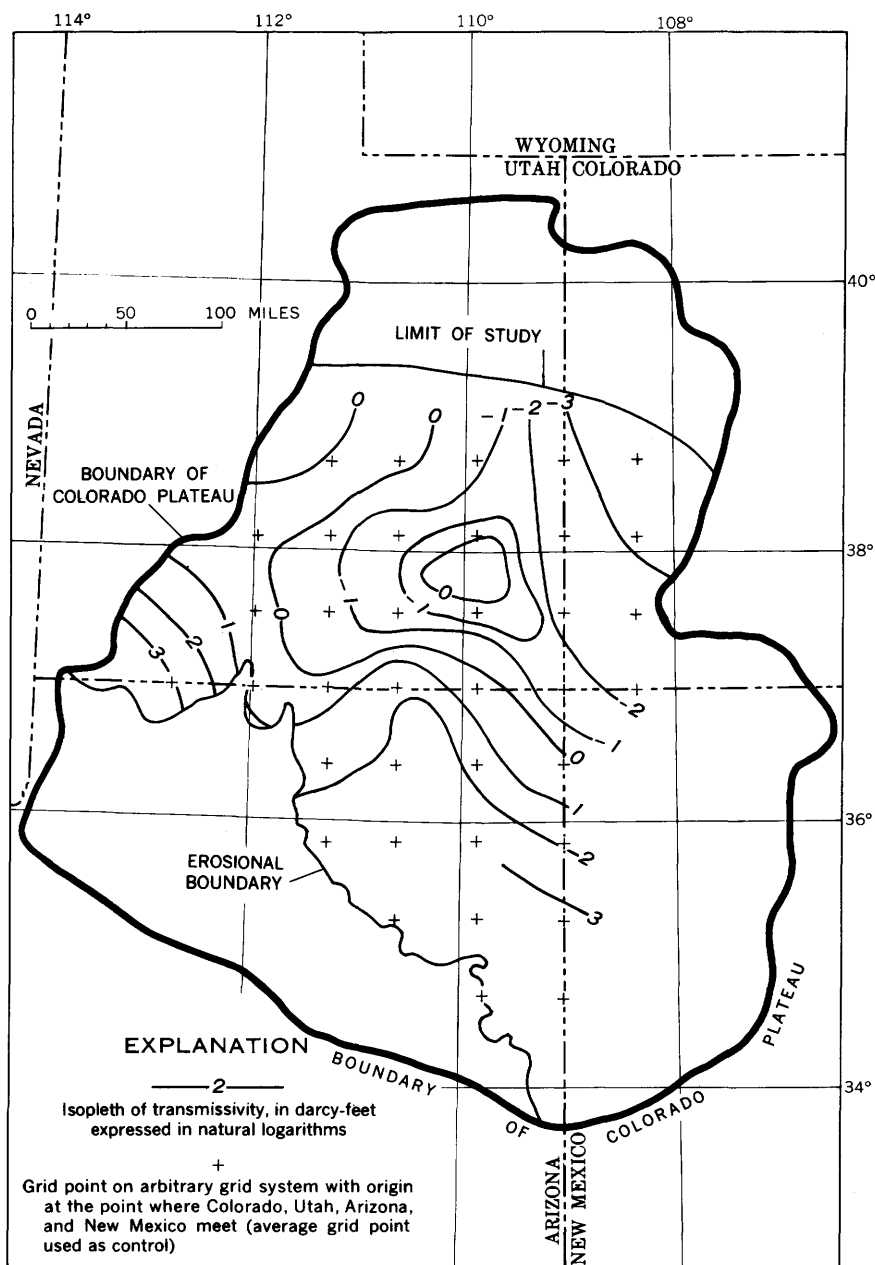 114° 112° 110° 108°
WYOMING
UTAH COLORADO
40°
0 50 100 MILES
LIMIT OF STUDY
NEVADA
0
0
-1
-2
-3
BOUNDARY OF
COLORADO PLATEAU
38°
0
-1
-1
0
1
2
3
-2
-1
0
1
36°
2
3
EROSIONAL
BOUNDARY
34°
BOUNDARY OF COLORADO PLATEAU
ARIZONA
NEW MEXICO
EXPLANATION
2
Isopleth of transmissivity, in darcy-feet
expressed in natural logarithms
+
Grid point on arbitrary grid system with origin
at the point where Colorado, Utah, Arizona,
and New Mexico meet (average grid point
used as control)